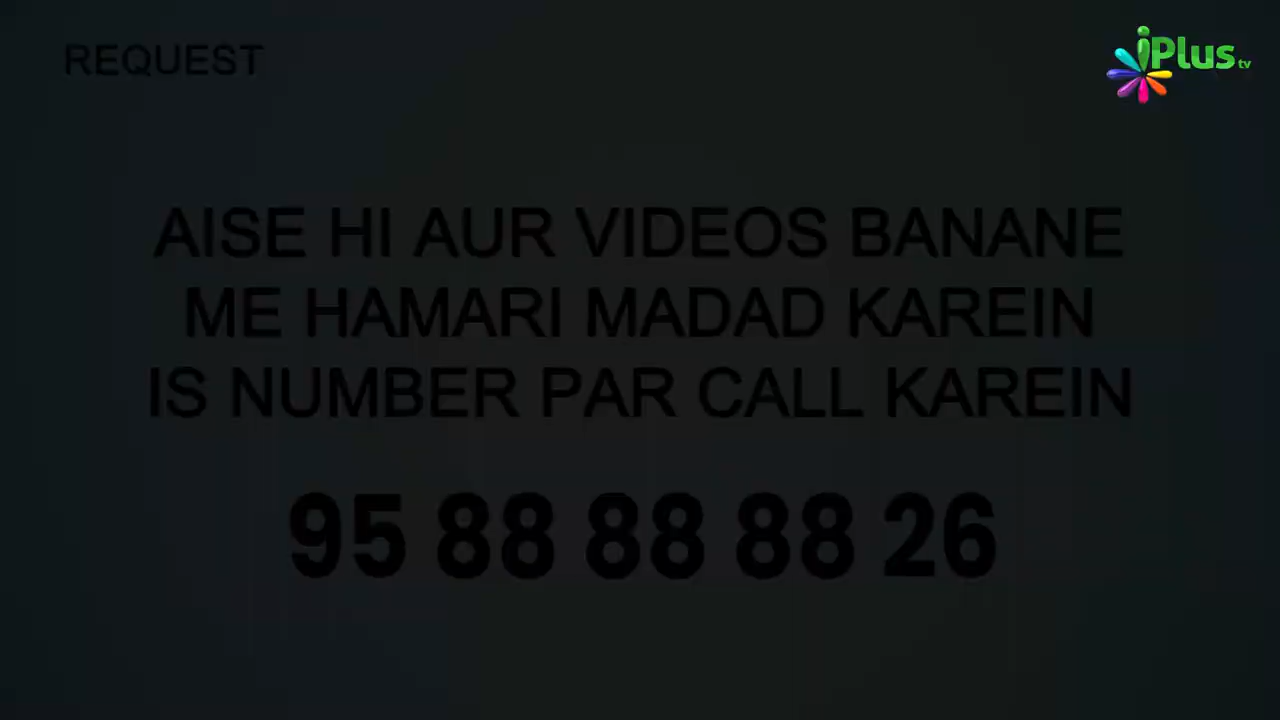 REQUEST
iPlus tv
AISE HI AUR VIDEOS BANANE
ME HAMARI MADAD KAREIN
IS NUMBER PAR CALL KAREIN
95 88 88 88 26